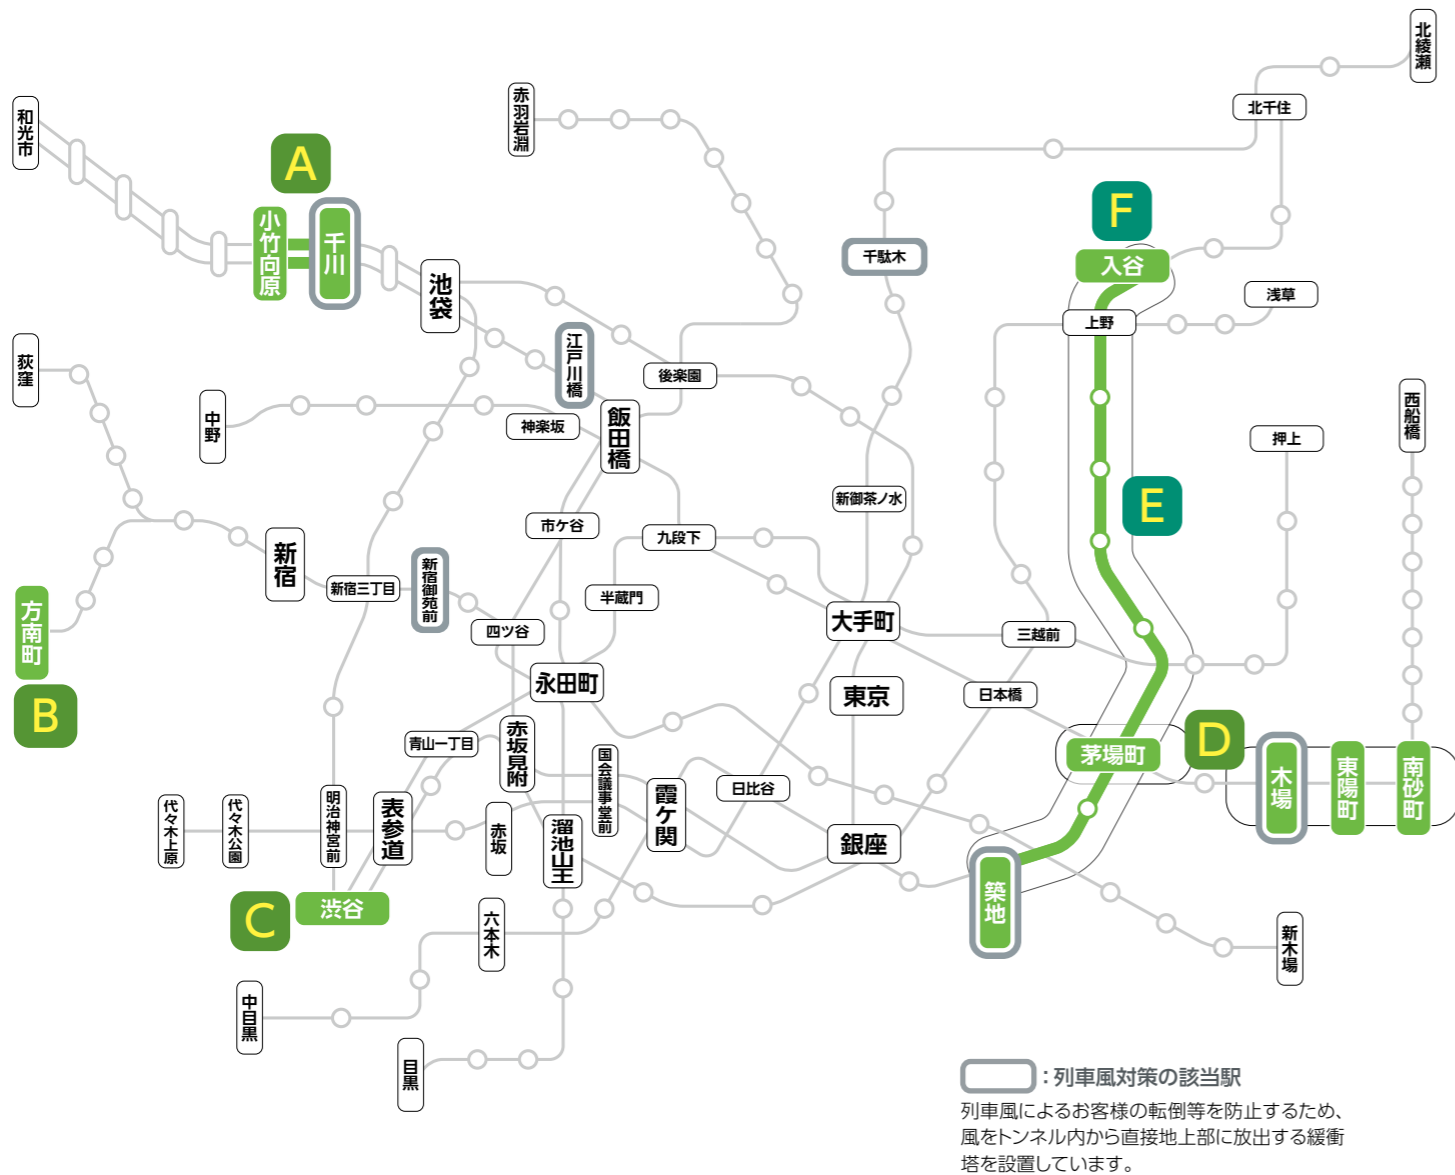 北綾瀬
赤羽岩淵
和光市
北千住
A
F
小竹向原
千川
千駄木
入谷
池袋
浅草
上野
江戸川橋
荻窪
後楽園
中野
西船橋
神楽坂
飯田橋
押上
新御茶ノ水
E
市ケ谷
九段下
新宿
新宿三丁目
新宿御苑前
半蔵門
方南町
四ツ谷
大手町
三越前
永田町
東京
日本橋
B
赤坂見附
青山一丁目
国会議事堂前
茅場町
D
木場
東陽町
南砂町
日比谷
霞ケ関
代々木上原
代々木公園
明治神宮前
表参道
赤坂
溜池山王
銀座
築地
C
渋谷
六本木
新木場
中目黒
目黒
：列車風対策の該当駅
列車風によるお客様の転倒等を防止するため、
風をトンネル内から直接地上部に放出する緩衝
塔を設置しています。